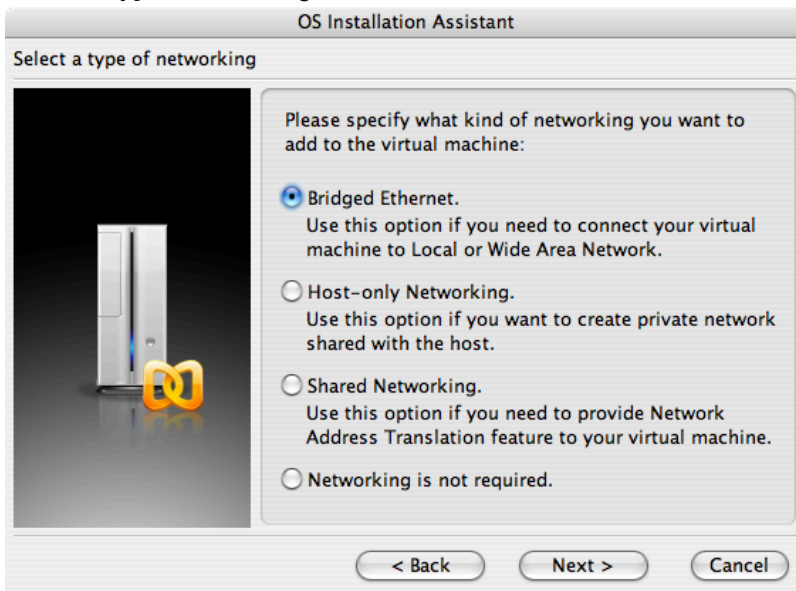 OS Installation Assistant
Select a type of networking
Please specify what kind of networking you want to
add to the virtual machine:
Bridged Ethernet.
Use this option if you need to connect your virtual
machine to Local or Wide Area Network.
Host-only Networking.
Use this option if you want to create private network
shared with the host.
Shared Networking.
Use this option if you need to provide Network
Address Translation feature to your virtual machine.
Networking is not required.
< Back
Next >
Cancel